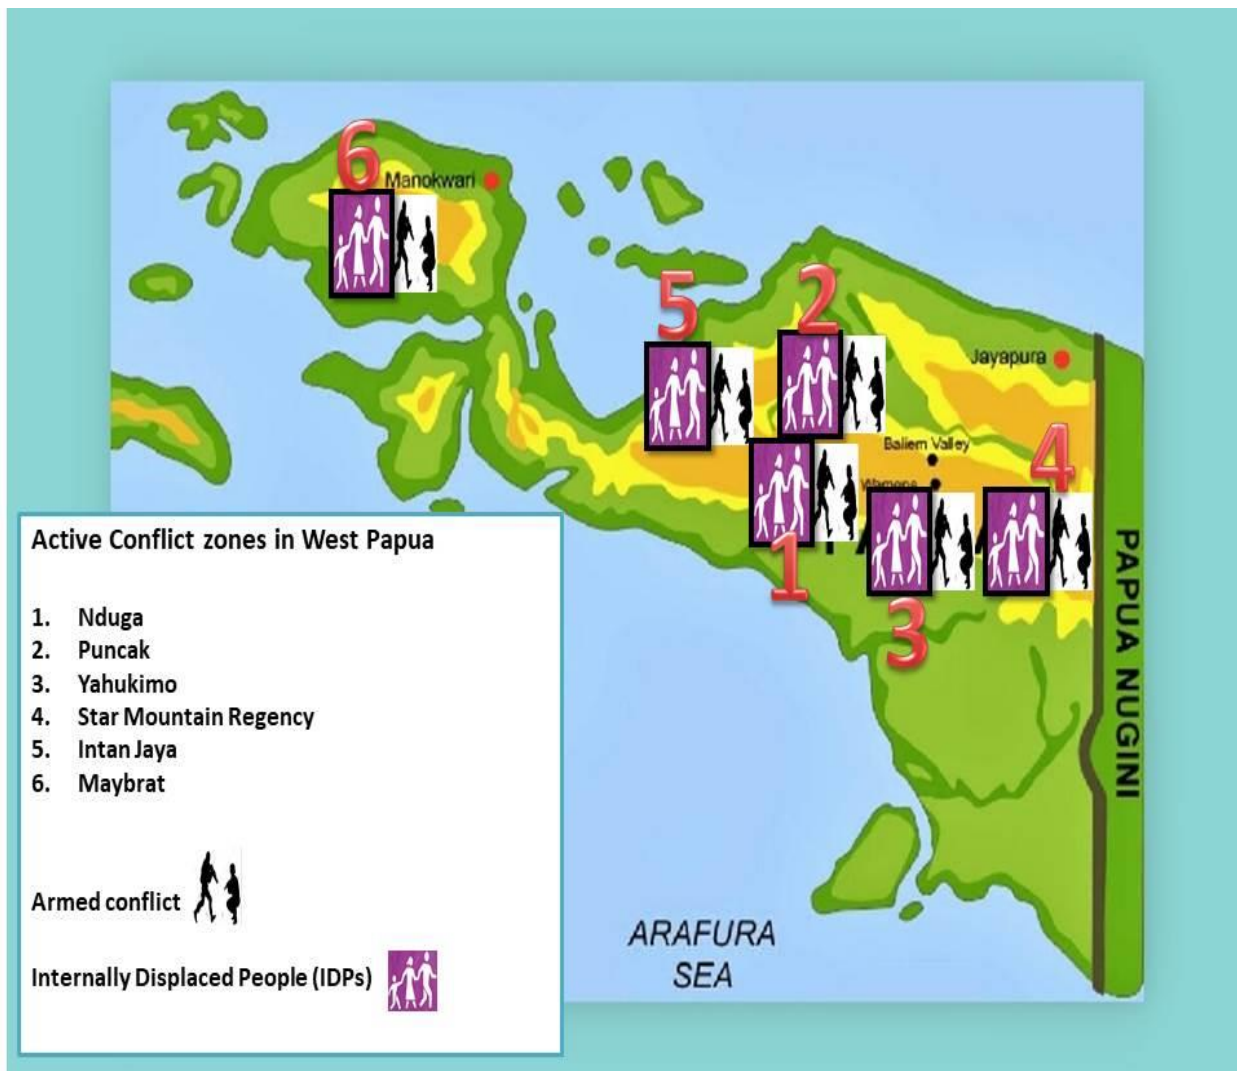 6
Manokwari
5
2
Jayapura
Baliem Valley
4
Wamena
1
3
PAPUA NUGINI
Active Conflict zones in West Papua
1. Nduga
2. Puncak
3. Yahukimo
4. Star Mountain Regency
5. Intan Jaya
6. Maybrat
Armed conflict
Internally Displaced People (IDPs)
ARAFURA
SEA